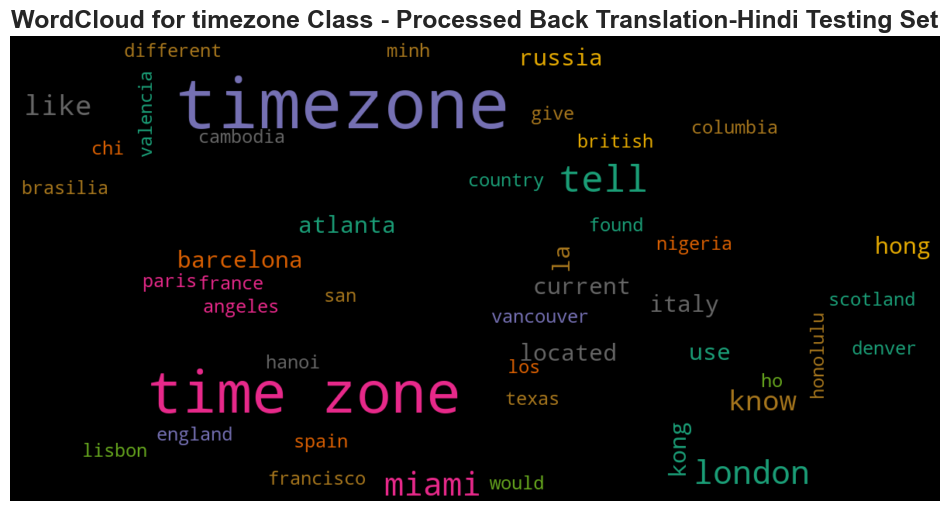 WordCloud for timezone Class - Processed Back Translation-Hindi Testing Set
different
minh
russia
like
valencia
timezone
give
columbia
chi
cambodia
british
brasilia
country
tell
atlanta
found
nigeria
hong
barcelona
la
paris
france
san
current
italy
scotland
angeles
vancouver
honolulu
hanoi
located
use
denver
los
ho
time zone
texas
know
england
spain
kong
lisbon
francisco
miami
would
london